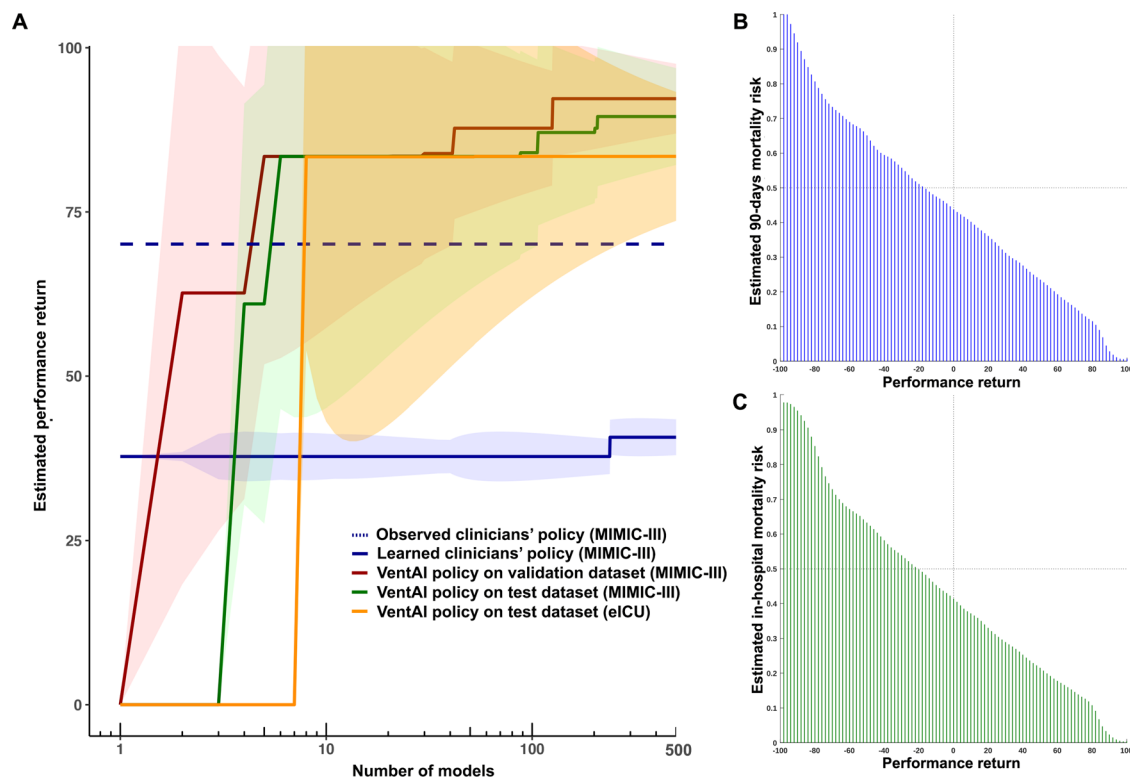 A
100
75
50
25
0
Estimated performance return
1
10
100
500
Number of models
Observed clinicians' policy (MIMIC-III)
Learned clinicians' policy (MIMIC-III)
VentAI policy on validation dataset (MIMIC-III)
VentAI policy on test dataset (MIMIC-III)
VentAI policy on test dataset (eICU)
B
Estimated 90-days mortality risk
1
0.9
0.8
0.7
0.6
0.5
0.4
0.3
0.2
0.1
0
-100 -80 -60 -40 -20 0 20 40 60 80 100
Performance return
C
Estimated in-hospital mortality risk
1
0.9
0.8
0.7
0.6
0.5
0.4
0.3
0.2
0.1
0
-100 -80 -60 -40 -20 0 20 40 60 80 100
Performance return